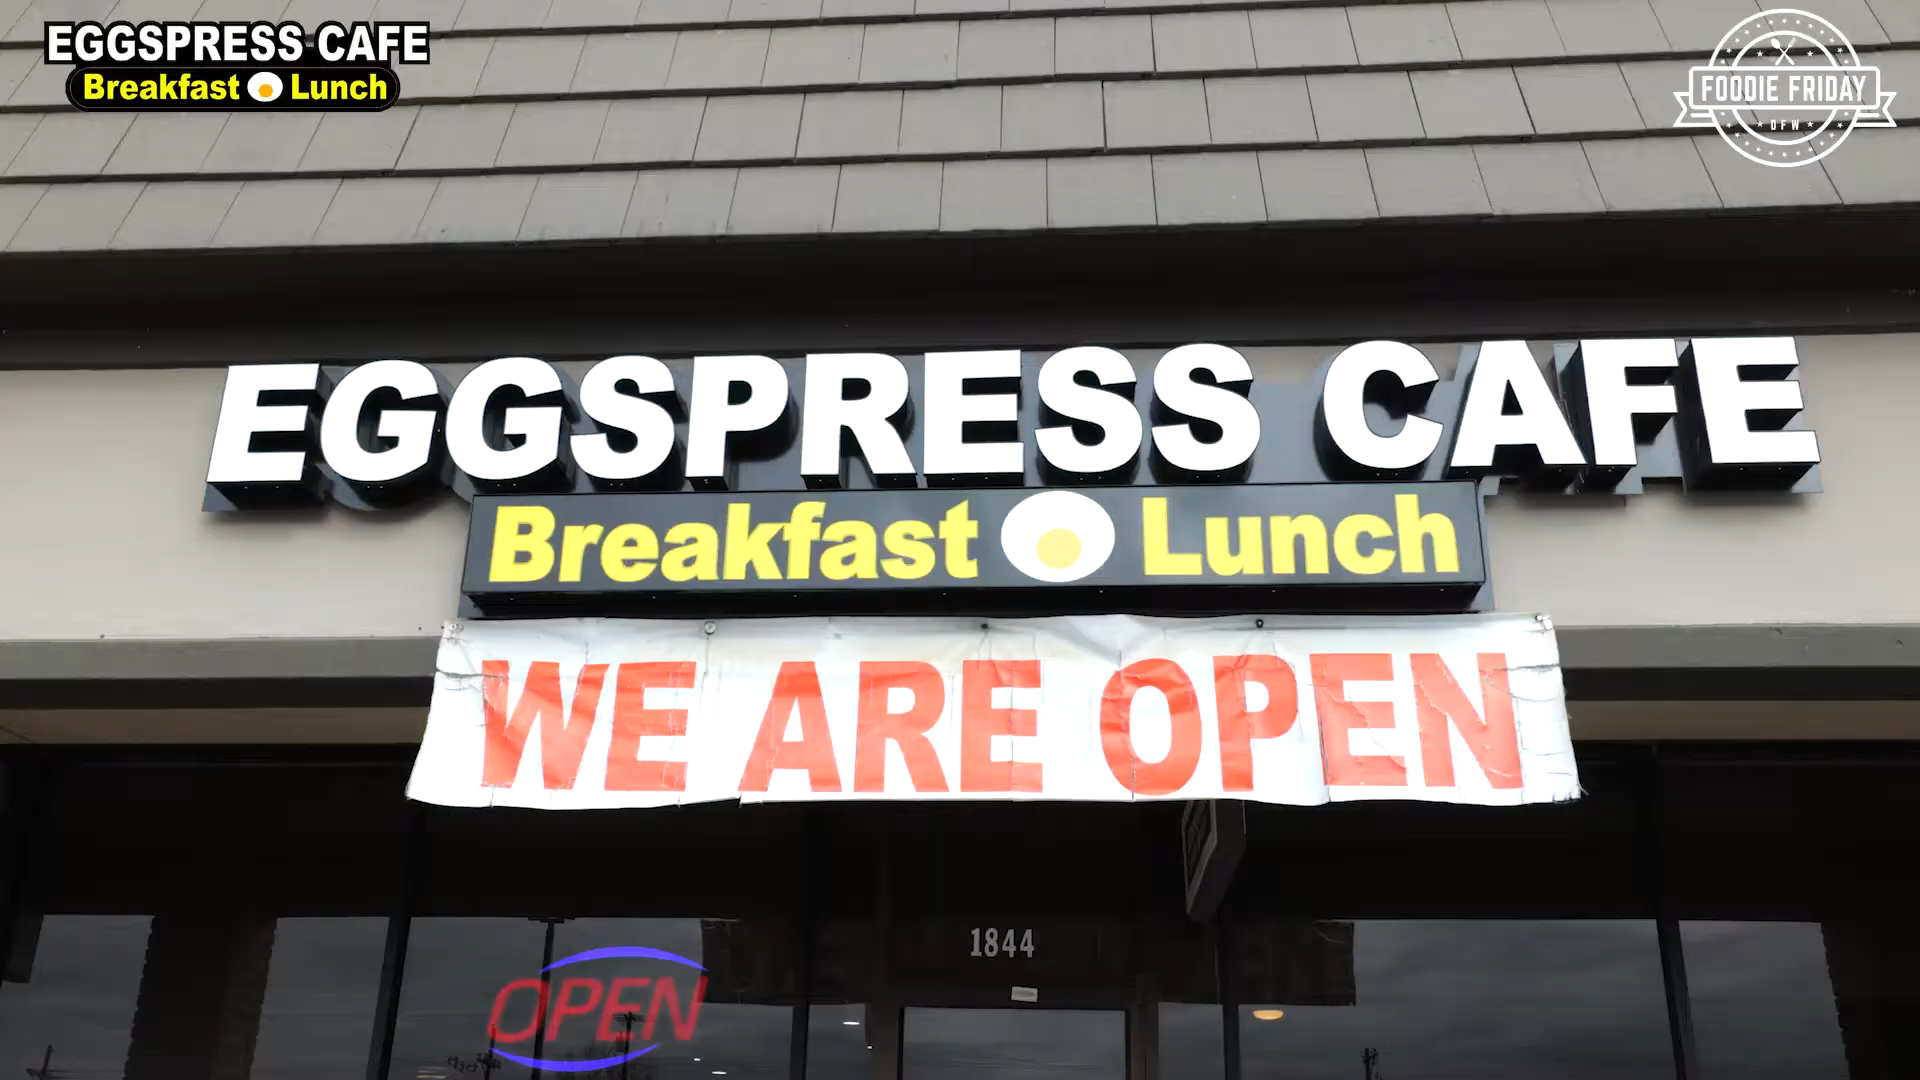 EGGSPRESS CAFE
Breakfast Lunch
FOODIE FRIDAY
DFW
EGGSPRESS CAFE
Breakfast Lunch
WE ARE OPEN
1844
OPEN